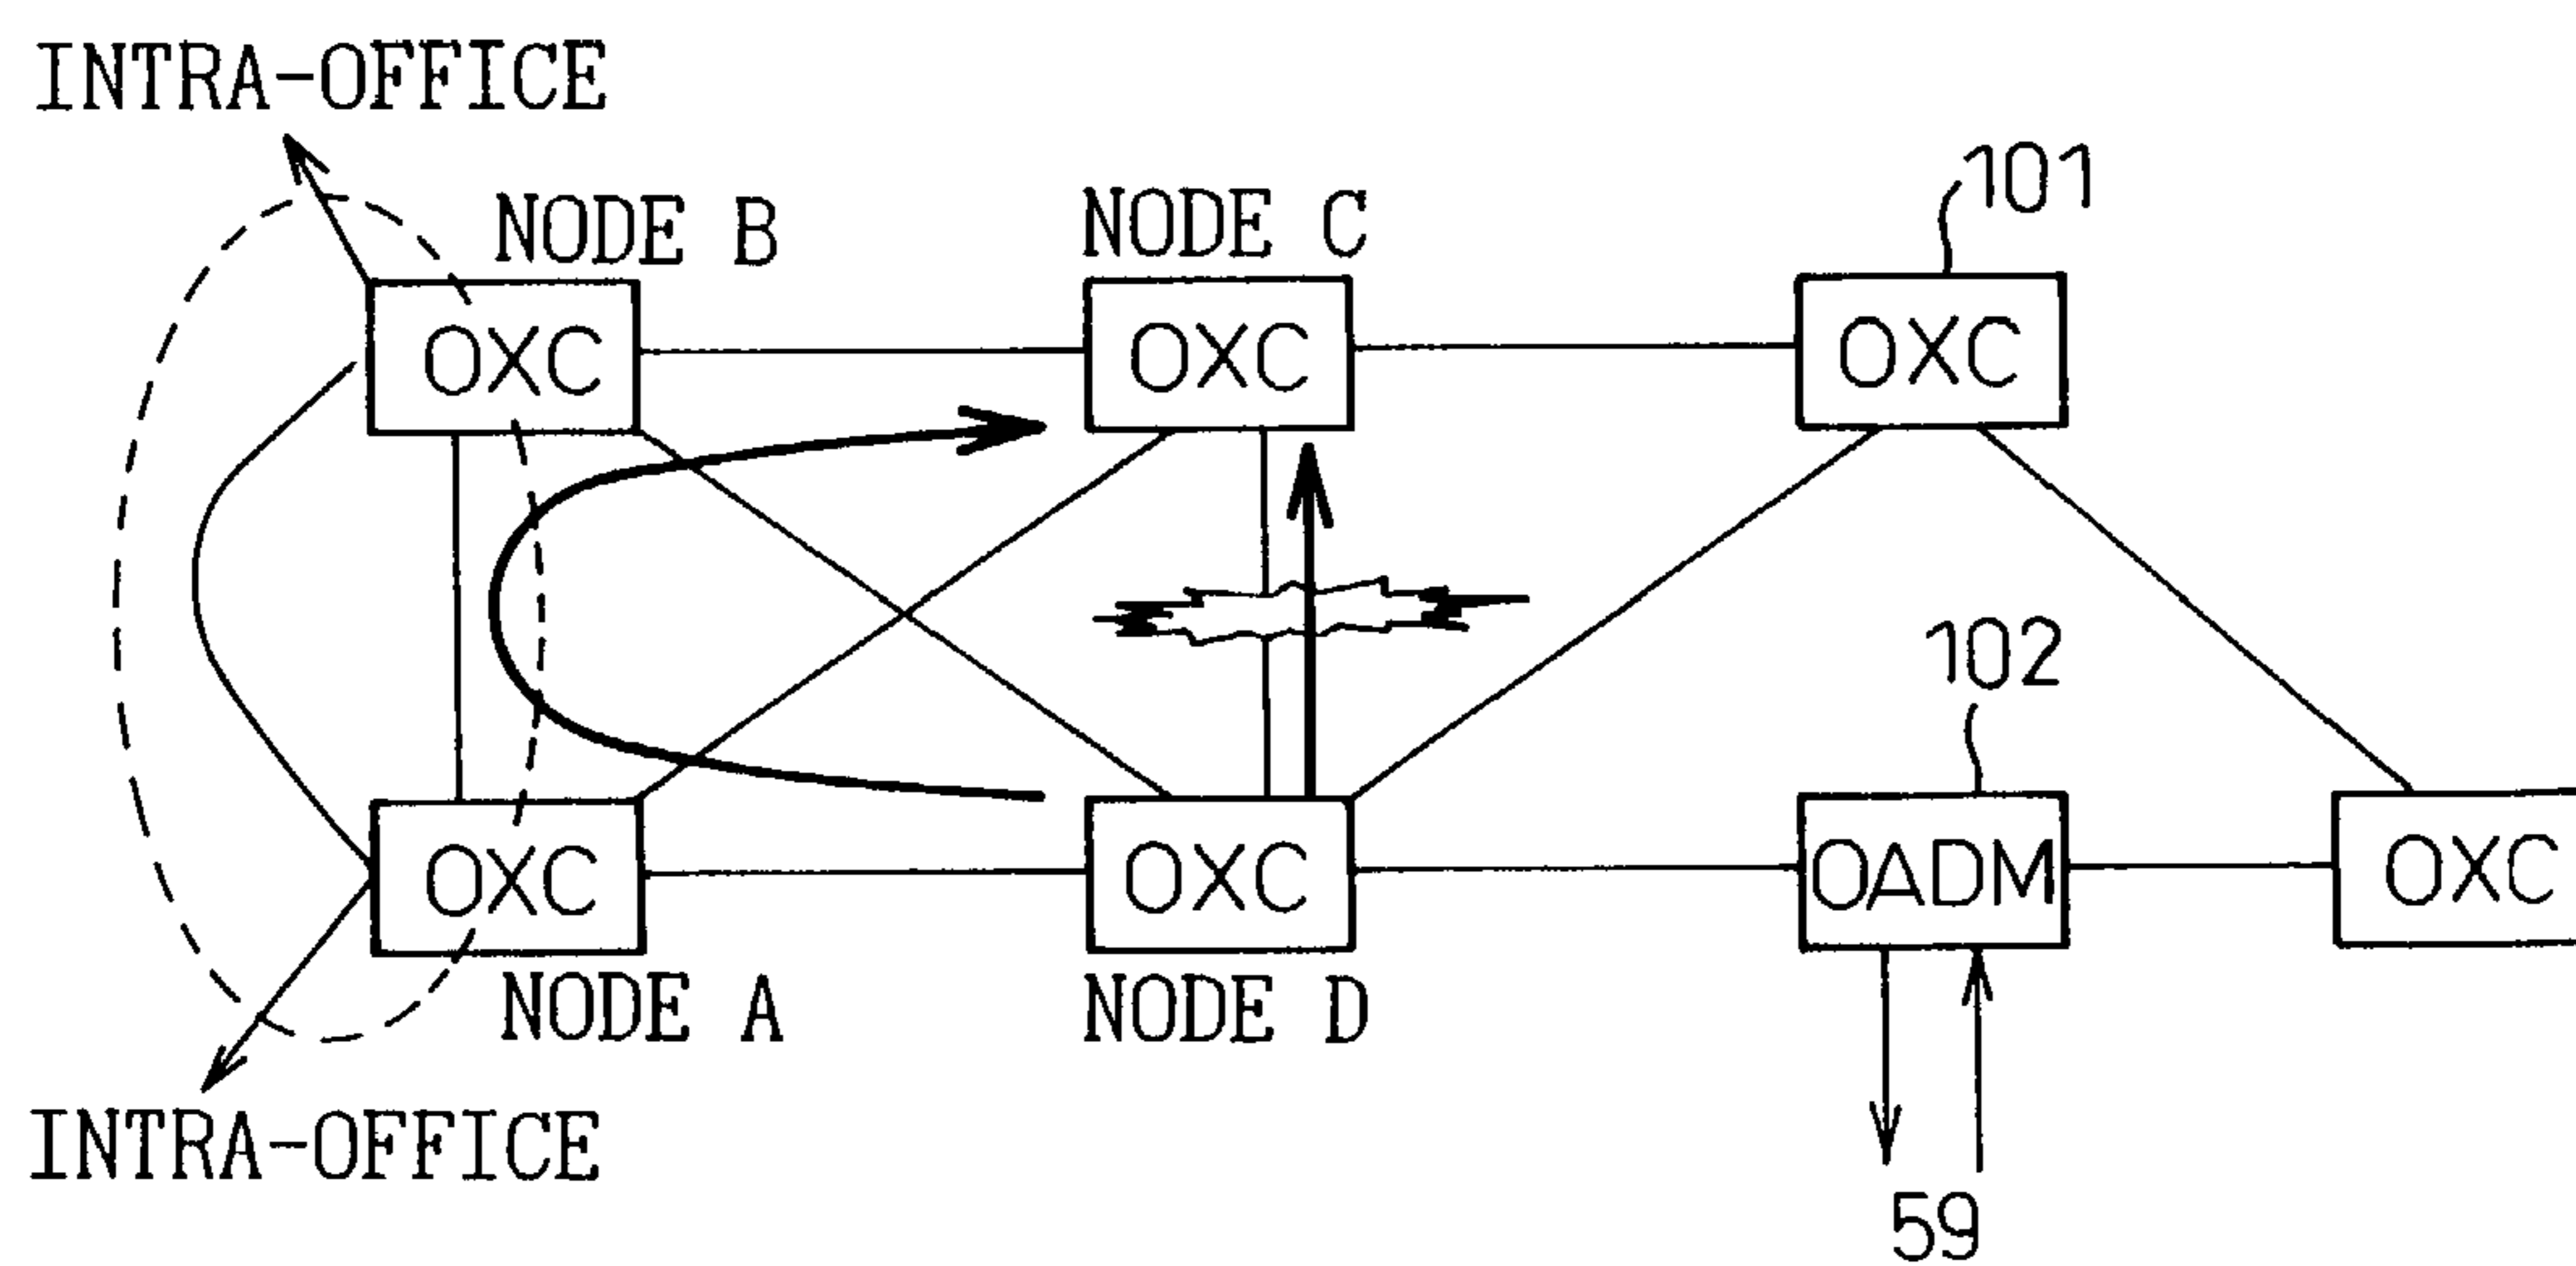 INTRA-OFFICE
NODE B
NODE C
101
OXC
OXC
OXC
102
OXC
OXC
OADM
OXC
NODE A
NODE D
INTRA-OFFICE
59